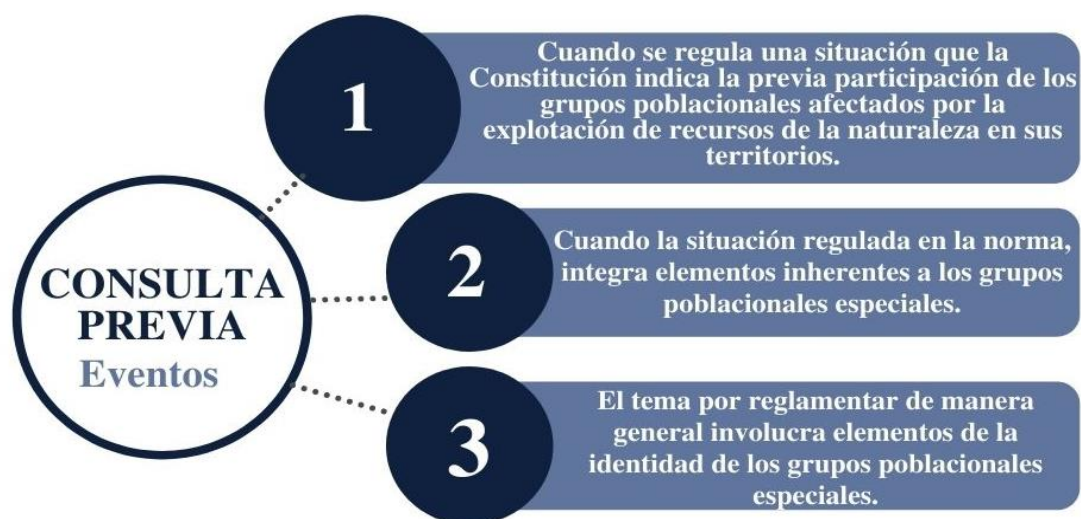 CONSULTA
PREVIA
Eventos
1
Cuando se regula una situación que la
Constitución indica la previa participación de los
grupos poblacionales afectados por la
explotación de recursos de la naturaleza en sus
territorios.
2
Cuando la situación regulada en la norma,
integra elementos inherentes a los grupos
poblacionales especiales.
3
El tema por reglamentar de manera
general involucra elementos de la
identidad de los grupos poblacionales
especiales.